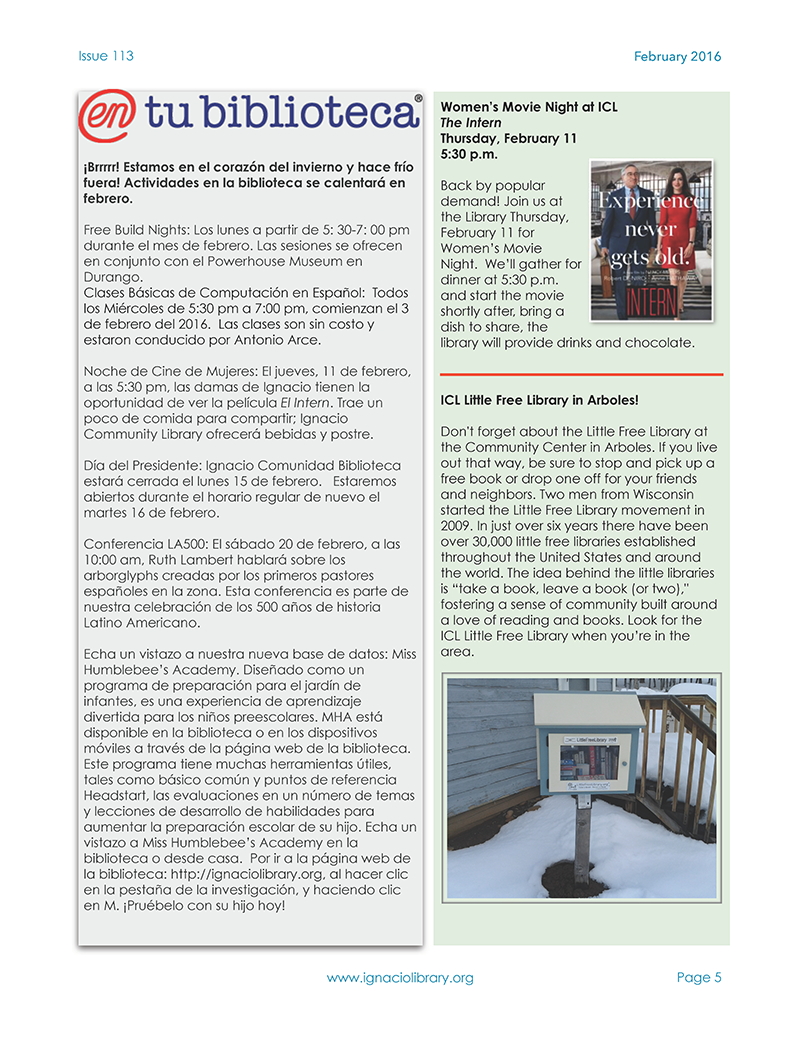 Issue 113
February 2016
@en tu biblioteca®
¡Brrrrr! Estamos en el corazón del invierno y hace frío
fuera! Actividades en la biblioteca se calentará en
febrero.
Free Build Nights: Los lunes a partir de 5: 30-7: 00 pm
durante el mes de febrero. Las sesiones se ofrecen
en conjunto con el Powerhouse Museum en
Durango.
Clases Básicas de Computación en Español:  Todos
los Miércoles de 5:30 pm a 7:00 pm, comienzan el 3
de febrero del 2016.  Las clases son sin costo y
estaron conducido por Antonio Arce.
Noche de Cine de Mujeres: El jueves, 11 de febrero,
a las 5:30 pm, las damas de Ignacio tienen la
oportunidad de ver la película El Intern. Trae un
poco de comida para compartir; Ignacio
Community Library ofrecerá bebidas y postre.
Día del Presidente: Ignacio Comunidad Biblioteca
estará cerrada el lunes 15 de febrero.   Estaremos
abiertos durante el horario regular de nuevo el
martes 16 de febrero.
Conferencia LA500: El sábado 20 de febrero, a las
10:00 am, Ruth Lambert hablará sobre los
arborglyphs creadas por los primeros pastores
españoles en la zona. Esta conferencia es parte de
nuestra celebración de los 500 años de historia
Latino Americano.
Echa un vistazo a nuestra nueva base de datos: Miss
Humblebee's Academy. Diseñado como un
programa de preparación para el jardín de
infantes, es una experiencia de aprendizaje
divertida para los niños preescolares. MHA está
disponible en la biblioteca o en los dispositivos
móviles a través de la página web de la biblioteca.
Este programa tiene muchas herramientas útiles,
tales como básico común y puntos de referencia
Headstart, las evaluaciones en un número de temas
y lecciones de desarrollo de habilidades para
aumentar la preparación escolar de su hijo. Echa un
vistazo a Miss Humblebee's Academy en la
biblioteca o desde casa.  Por ir a la página web de
la biblioteca: http://ignaciolibrary.org, al hacer clic
en la pestaña de la investigación, y haciendo clic
en M. ¡Pruébelo con su hijo hoy!
Women's Movie Night at ICL
The Intern
Thursday, February 11
5:30 p.m.
Back by popular
demand! Join us at
the Library Thursday,
February 11 for
Women's Movie
Night.  We'll gather for
dinner at 5:30 p.m.
and start the movie
shortly after, bring a
dish to share, the
library will provide drinks and chocolate.
Experience
never
gets old.
INTERN
ICL Little Free Library in Arboles!
Don't forget about the Little Free Library at
the Community Center in Arboles. If you live
out that way, be sure to stop and pick up a
free book or drop one off for your friends
and neighbors. Two men from Wisconsin
started the Little Free Library movement in
2009. In just over six years there have been
over 30,000 little free libraries established
throughout the United States and around
the world. The idea behind the little libraries
is “take a book, leave a book (or two),"
fostering a sense of community built around
a love of reading and books. Look for the
ICL Little Free Library when you're in the
area.
LittleFreeLibrary
www.ignaciolibrary.org
Page 5